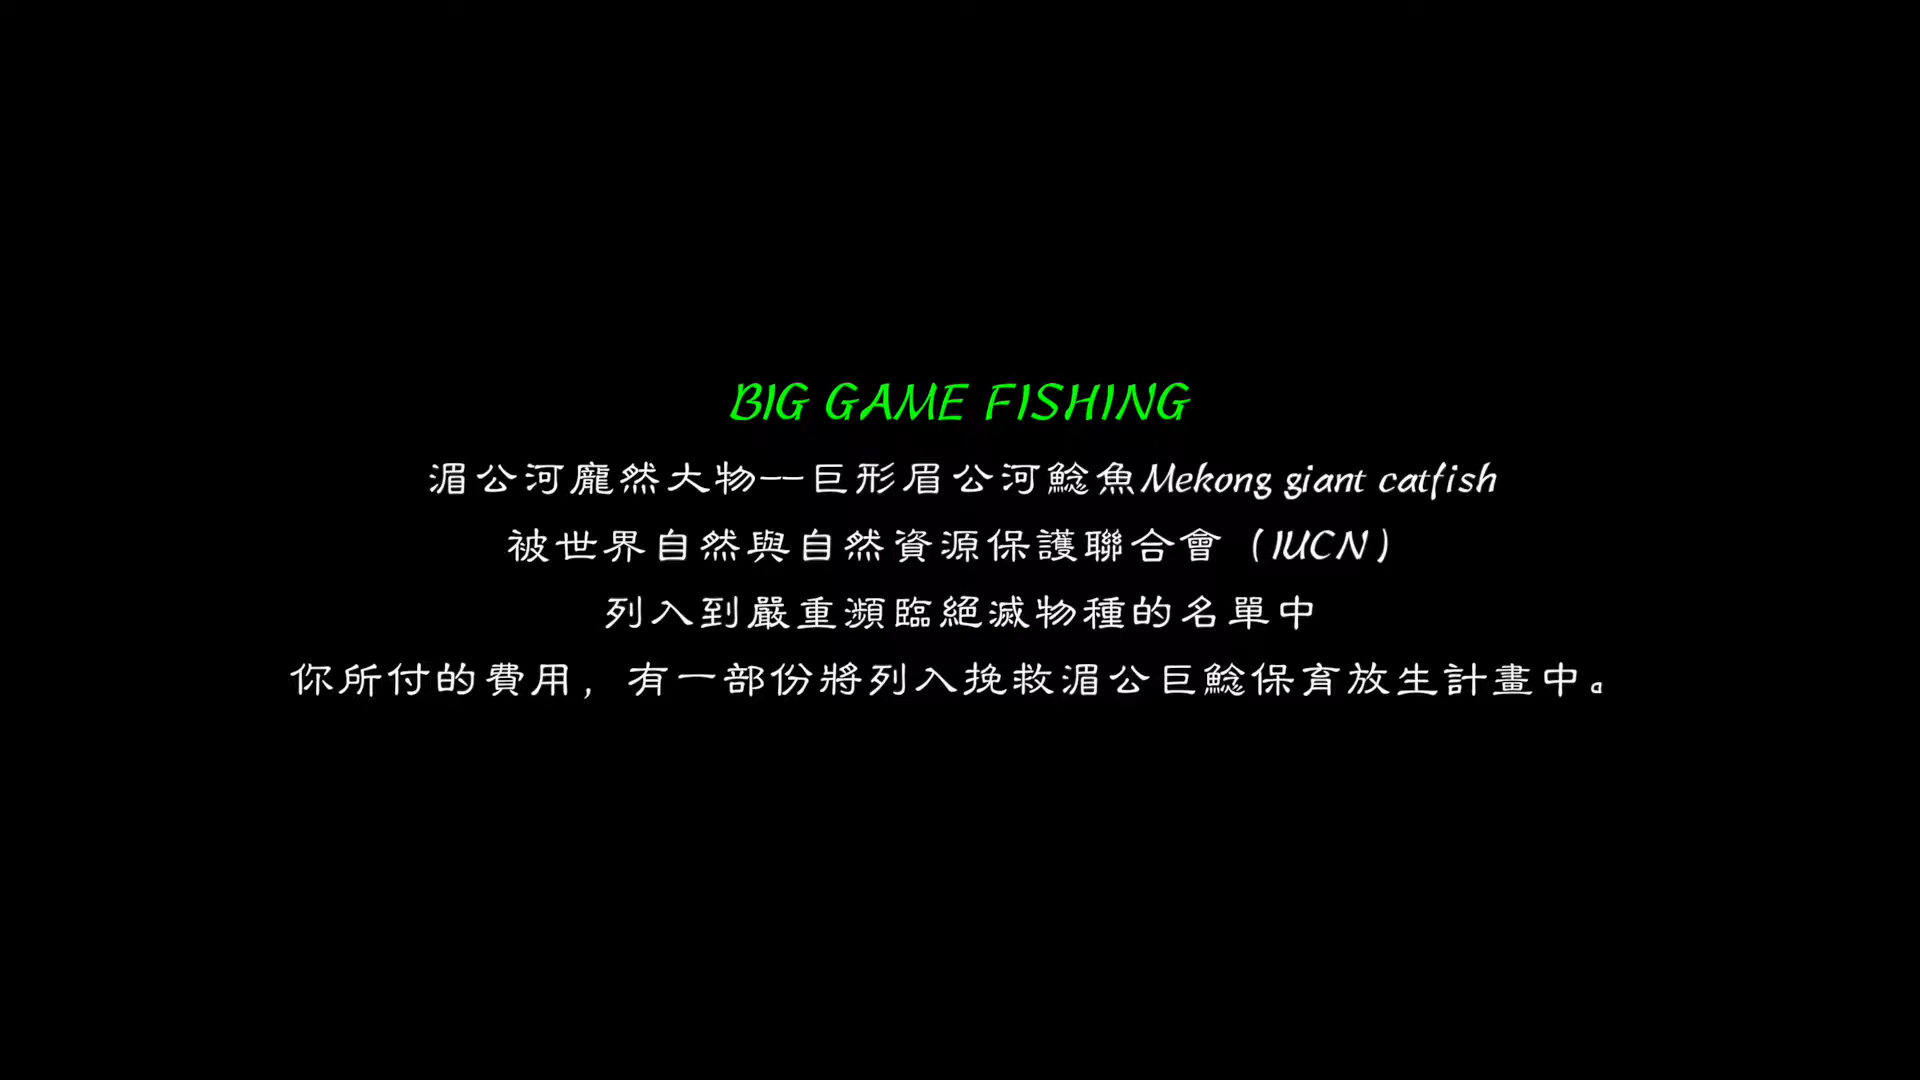 BIG GAME FISHING
湄公河龐然大物--巨形眉公河鯰魚Mekong giant catfish
被世界自然與自然資源保護聯合會（IUCN）
列入到嚴重瀕臨絕滅物種的名單中
你所付的費用，有一部份將列入挽救湄公巨鯰保育放生計畫中。